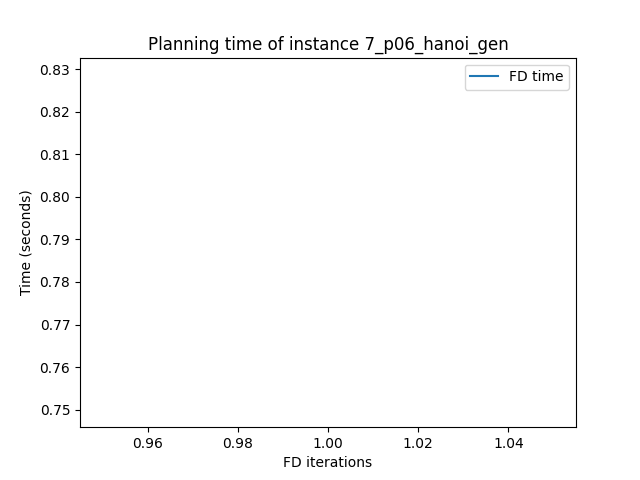 Planning time of instance 7_p06_hanoi_gen
FD time
0.83
0.82
0.81
0.80
0.79
0.78
0.77
0.76
0.75
Time (seconds)
0.96 0.98 1.00 1.02 1.04
FD iterations